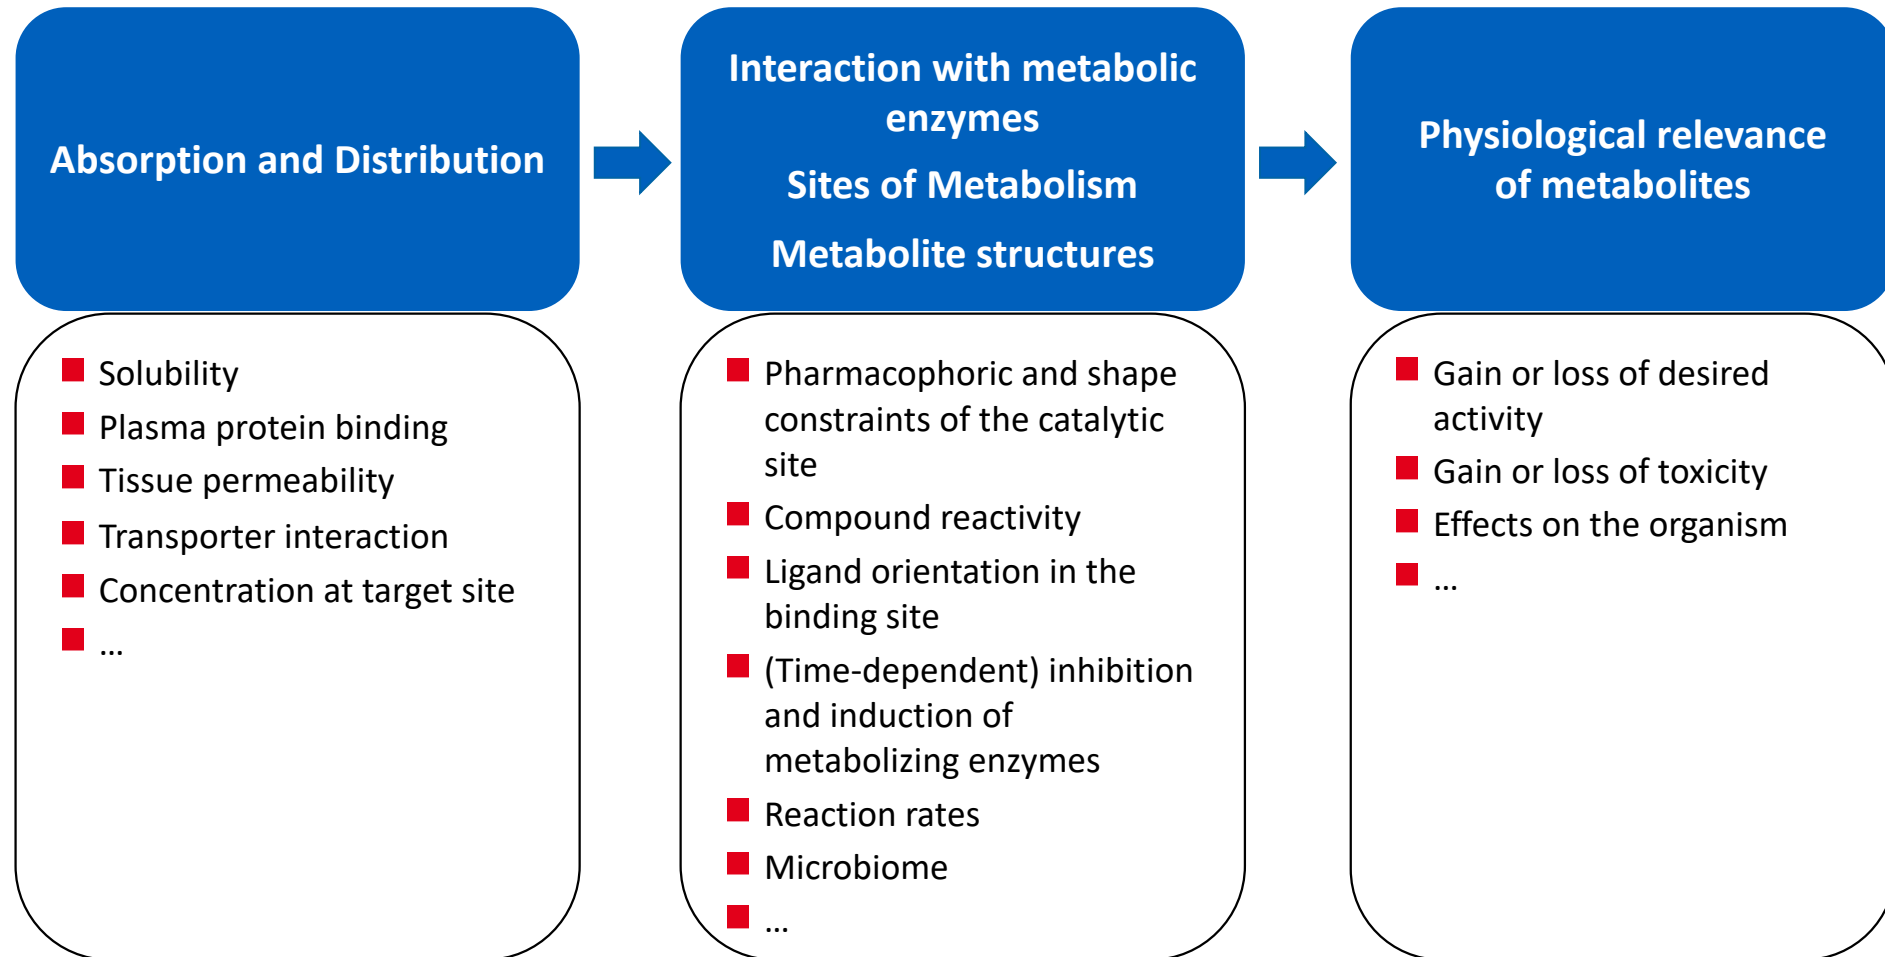 Absorption and Distribution
Solubility
Plasma protein binding
Tissue permeability
Transporter interaction
Concentration at target site
...
Interaction with metabolic
enzymes
Sites of Metabolism
Metabolite structures
Pharmacophoric and shape
constraints of the catalytic
site
Compound reactivity
Ligand orientation in the
binding site
(Time-dependent) inhibition
and induction of
metabolizing enzymes
Reaction rates
Microbiome
...
Physiological relevance
of metabolites
Gain or loss of desired
activity
Gain or loss of toxicity
Effects on the organism
...